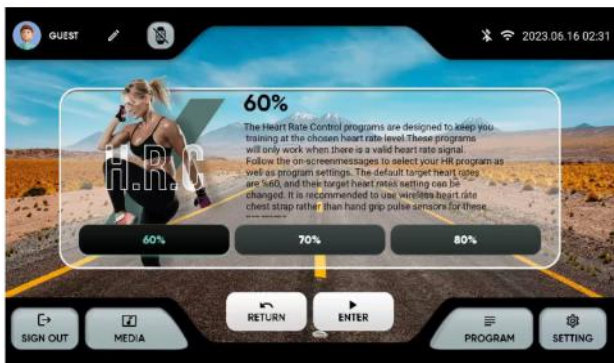 GUEST
2023.06.16 02:31
60%
The Heart Rate Control programs are designed to keep you
training at the chosen heart rate level.These programs
will only work when there is a valid heart rate signal.
Follow the on-screenmessages to select your HR program as
well as program settings. The default target heart rates
are %60, and their target heart rates setting can be
changed. It is recommended to use wireless heart rate
chest strap rather than hand grip pulse sensors for these
H.R.C
60% 70% 80%
RETURN ENTER
SIGN OUT MEDIA PROGRAM SETTING